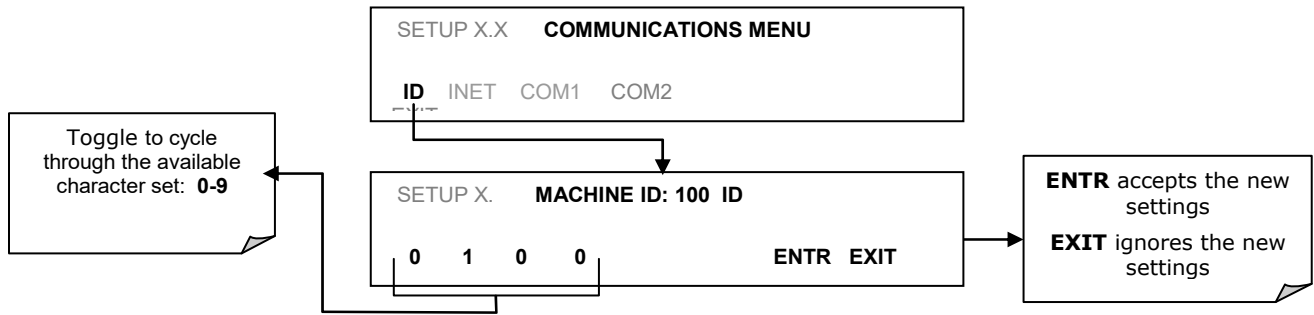 SETUP X.X COMMUNICATIONS MENU
ID INET COM1 COM2
Toggle to cycle
through the available
character set: 0-9
SETUP X. MACHINE ID: 100 ID
0 1 0 0 ENTR EXIT
ENTR accepts the new
settings
EXIT ignores the new
settings